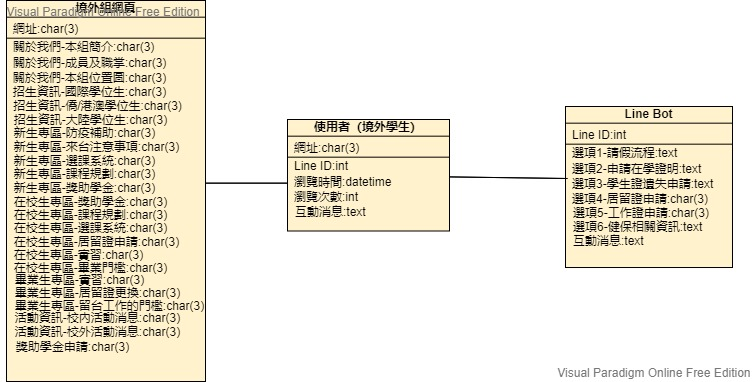 境外組網頁
Visual Paradigm Online Free Edition
網址:char(3)
關於我們-本組簡介:char(3)
關於我們-成員及職掌:char(3)
關於我們-本組位置圖:char(3)
招生資訊-國際學位生:char(3)
招生資訊-僑/港澳學位生:char(3)
招生資訊-大陸學位生:char(3)
新生專區-防疫補助:char(3)
新生專區-來台注意事項:char(3)
新生專區-選課系統:char(3)
新生專區-課程規劃:char(3)
新生專區-獎助學金:char(3)
在校生專區-獎助學金:char(3)
在校生專區-課程規劃:char(3)
在校生專區-選課系統:char(3)
在校生專區-居留證申請:char(3)
在校生專區-實習:char(3)
在校生專區-畢業門檻:char(3)
畢業生專區-實習:char(3)
畢業生專區-居留證更換:char(3)
畢業生專區-留台工作的門檻:char(3)
活動資訊-校內活動消息:char(3)
活動資訊-校外活動消息:char(3)
獎助學金申請:char(3)
使用者（境外學生）
網址:char(3)
Line ID:int
瀏覽時間:datetime
瀏覽次數:int
互動消息:text
Line Bot
Line ID:int
選項1-請假流程:text
選項2-申請在學證明:text
選項3-學生證遺失申請:text
選項4-居留證申請:char(3)
選項5-工作證申請:char(3)
選項6-健保相關資訊:text
互動消息:text
Visual Paradigm Online Free Edition